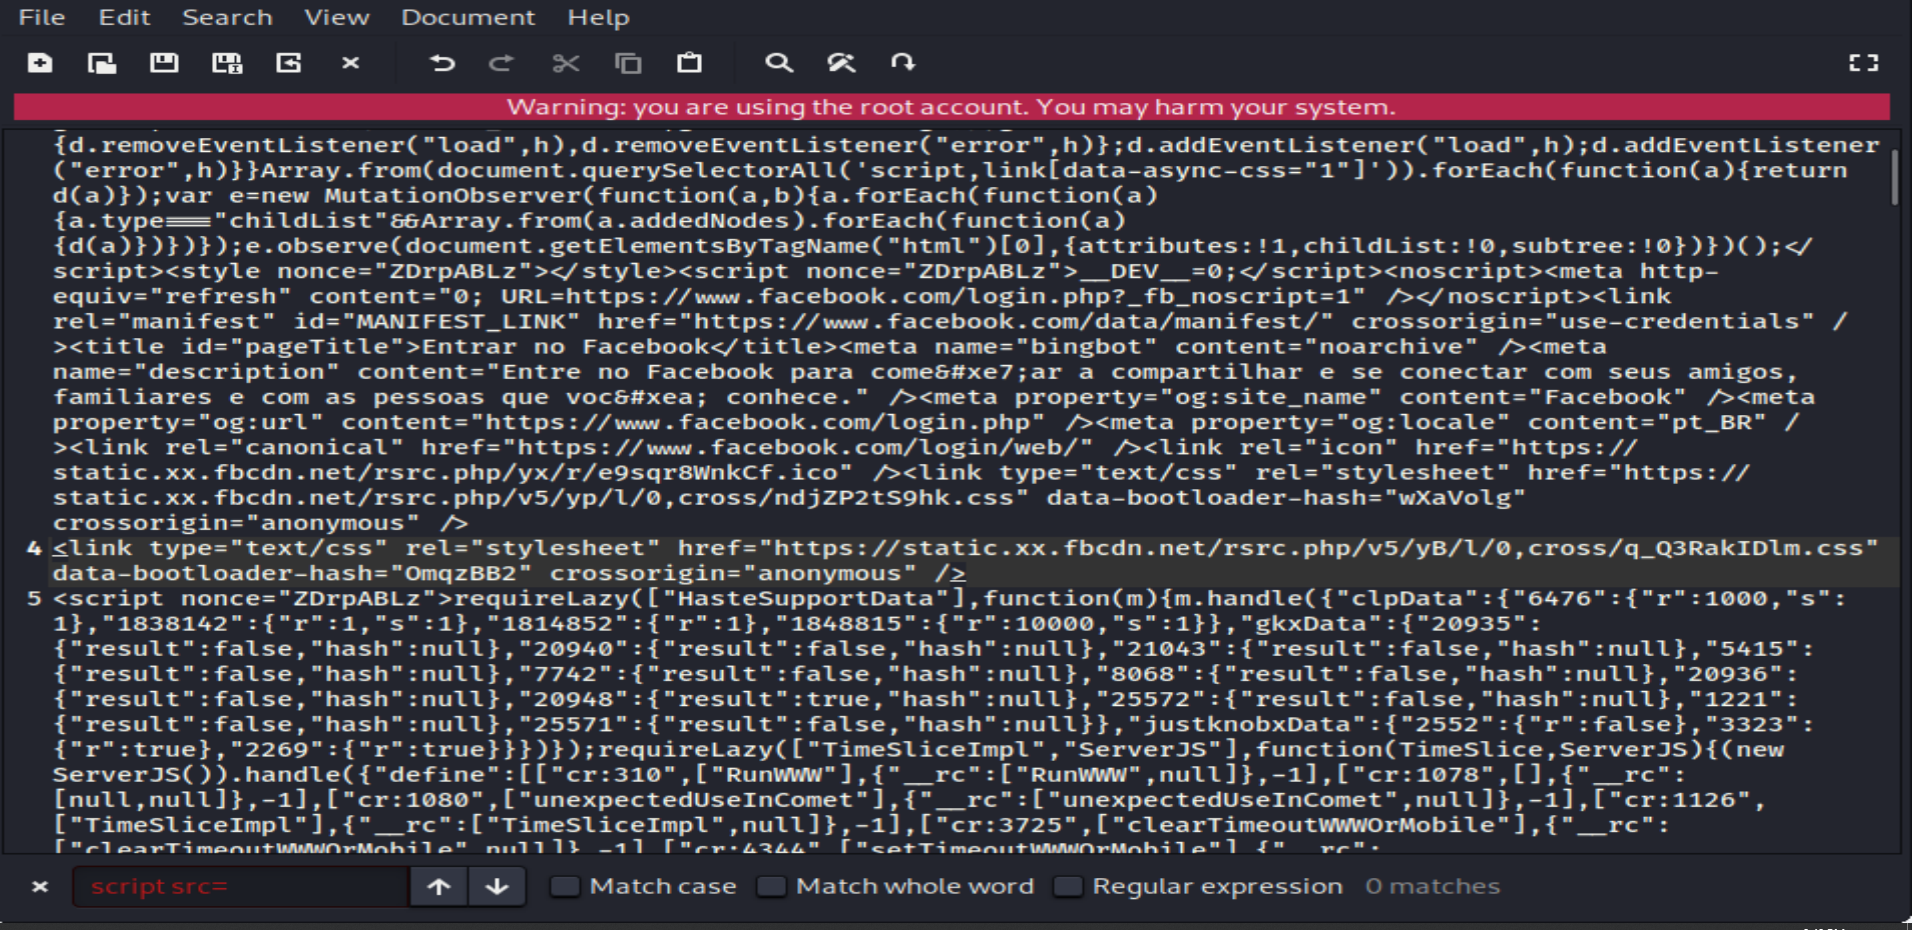 File Edit Search View Document Help
Warning: you are using the root account. You may harm your system.
{d.removeEventListener("load",h),d.removeEventListener("error",h)};d.addEventListener("load",h);d.addEventListener
("error",h)}}Array.from(document.querySelectorAll('script,link[data-async-css="1"]')).forEach(function(a){return
d(a)});var e=new MutationObserver(function(a,b){a.forEach(function(a)
{a.type==="childList"&&Array.from(a.addedNodes).forEach(function(a)
{d(a)})})});e.observe(document.getElementsByTagName("html")[0],{attributes:!1,childList:!0,subtree:!0})})();</
script><style nonce="ZDrpABLz"></style><script nonce="ZDrpABLz">__DEV__=0;</script><noscript><meta http-
equiv="refresh" content="0; URL=https://www.facebook.com/login.php?_fb_noscript=1" /></noscript><link
rel="manifest" id="MANIFEST_LINK" href="https://www.facebook.com/data/manifest/" crossorigin="use-credentials" /
><title id="pageTitle">Entrar no Facebook</title><meta name="bingbot" content="noarchive" /><meta
name="description" content="Entre no Facebook para come&#xe7;ar a compartilhar e se conectar com seus amigos,
familiares e com as pessoas que voc&#xea; conhece." /><meta property="og:site_name" content="Facebook" /><meta
property="og:url" content="https://www.facebook.com/login.php" /><meta property="og:locale" content="pt_BR" /
><link rel="canonical" href="https://www.facebook.com/login/web/" /><link rel="icon" href="https://
static.xx.fbcdn.net/rsrc.php/yx/r/e9sqr8WnkCf.ico" /><link type="text/css" rel="stylesheet" href="https://
static.xx.fbcdn.net/rsrc.php/v5/yp/l/0,cross/ndjZP2tS9hk.css" data-bootloader-hash="wXaVolg"
crossorigin="anonymous" />
4 <link type="text/css" rel="stylesheet" href="https://static.xx.fbcdn.net/rsrc.php/v5/yB/l/0,cross/q_Q3RakIDlm.css"
data-bootloader-hash="OmqzBB2" crossorigin="anonymous" />
5 <script nonce="ZDrpABLz">requireLazy(["HasteSupportData"],function(m){m.handle({"clpData":{"6476":{"r":1000,"s":
1},"1838142":{"r":1,"s":1},"1814852":{"r":1},"1848815":{"r":10000,"s":1}},"gkxData":{"20935":
{"result":false,"hash":null},"20940":{"result":false,"hash":null},"21043":{"result":false,"hash":null},"5415":
{"result":false,"hash":null},"7742":{"result":false,"hash":null},"8068":{"result":false,"hash":null},"20936":
{"result":false,"hash":null},"20948":{"result":true,"hash":null},"25572":{"result":false,"hash":null},"1221":
{"result":false,"hash":null},"25571":{"result":false,"hash":null}},"justknobxData":{"2552":{"r":false},"3323":
{"r":true},"2269":{"r":true}}})});requireLazy(["TimeSliceImpl","ServerJS"],function(TimeSlice,ServerJS){(new
ServerJS()).handle({"define":[["cr:310",["RunWWW"],{"__rc":["RunWWW",null]},-1],["cr:1078",[],{"__rc":
[null,null]},-1],["cr:1080",["unexpectedUseInComet"],{"__rc":["unexpectedUseInComet",null]},-1],["cr:1126",
["TimeSliceImpl"],{"__rc":["TimeSliceImpl",null]},-1],["cr:3725",["clearTimeoutWWWOrMobile"],{"__rc":
["clearTimeoutWWWOrMobile",null]},-1],["cr:4344",["setTimeoutWWWOrMobile"],{"__rc":
script src= Match case Match whole word Regular expression 0 matches